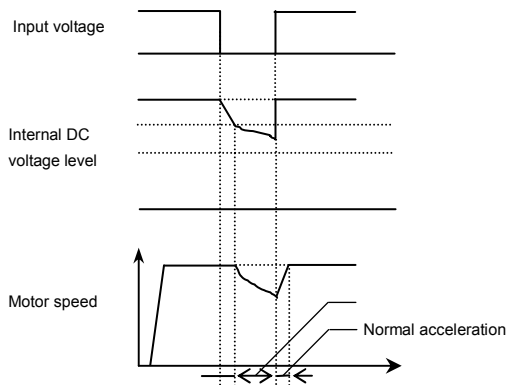 Input voltage
Internal DC
voltage level
Motor speed
Normal acceleration